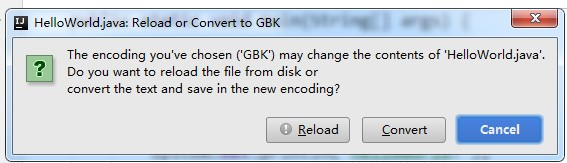 HelloWorld.java: Reload or Convert to GBK
The encoding you've chosen ('GBK') may change the contents of 'HelloWorld.java'.
Do you want to reload the file from disk or
convert the text and save in the new encoding?
Reload Convert Cancel